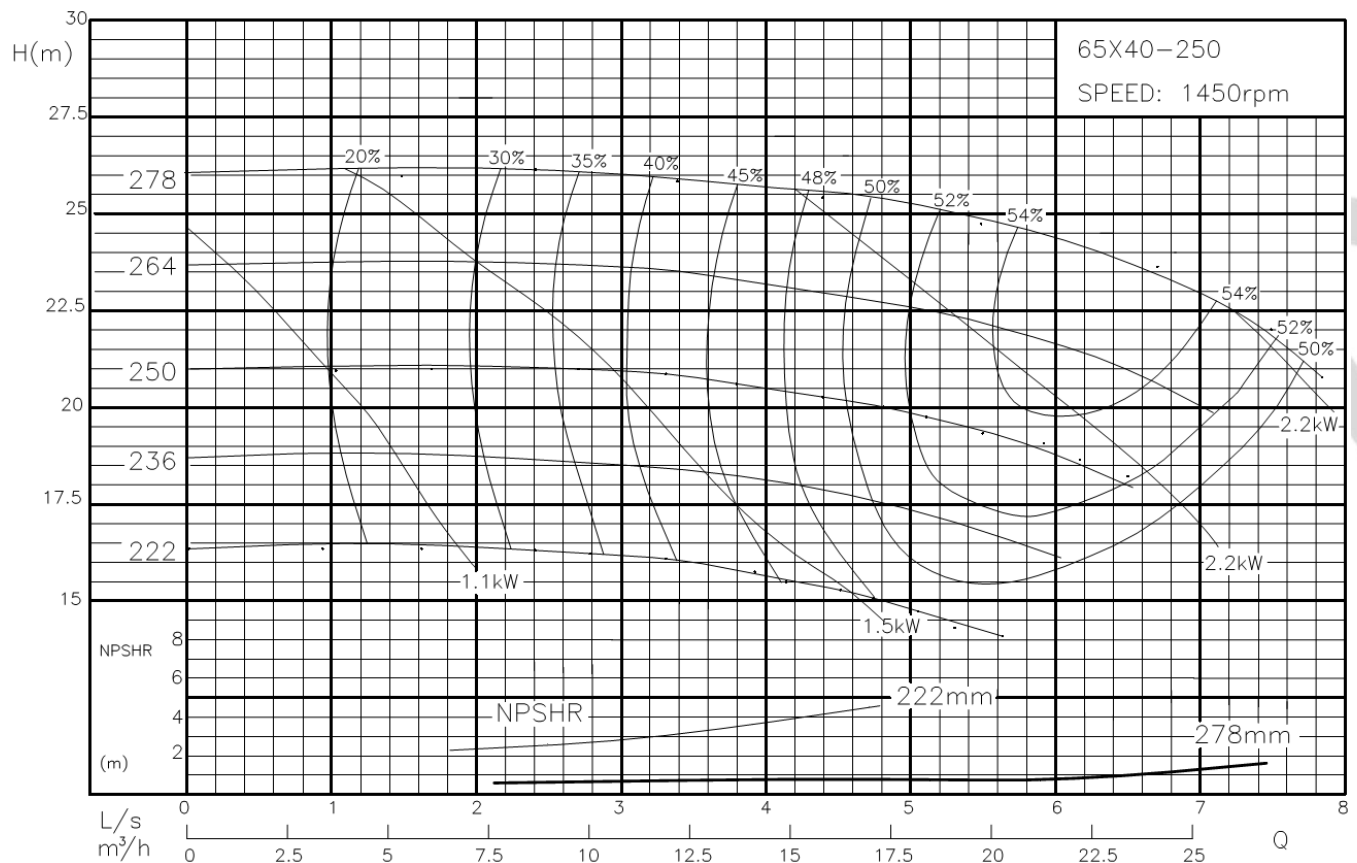 30
H(m)
65X40-250
SPEED: 1450rpm
27.5
20%
30%
35%
40%
45%
48%
50%
52%
54%
278
25
264
22.5
54%
52%
50%
250
20
2.2kW
236
17.5
222
2.2kW
1.1kW
15
1.5kW
NPSHR
8
6
222mm
4
NPSHR
278mm
2
(m)
0 1 2 3 4 5 6 7 8
L/s
m³/h
0 2.5 5 7.5 10 12.5 15 17.5 20 22.5 25
Q